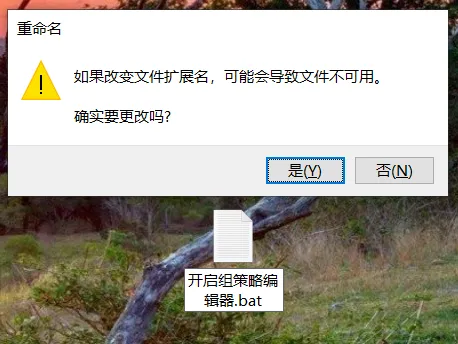 重命名
如果改变文件扩展名，可能会导致文件不可用。
确实要更改吗?
是(Y)
否(N)
开启组策略编
辑器.bat